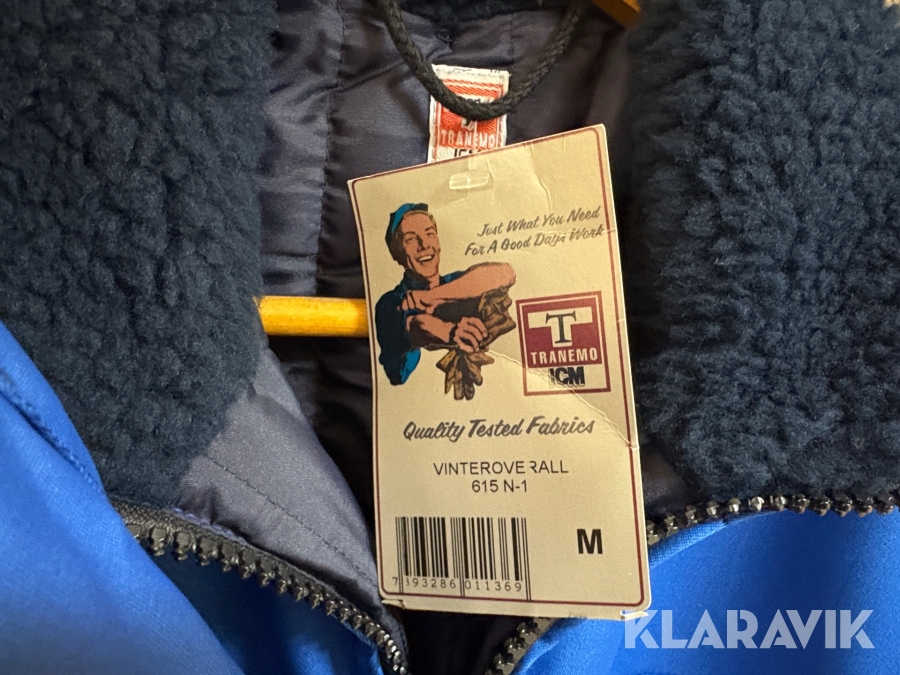 TRANEMO
Just What You Need
For A Good Days Work
T
TRANEMO
ICM
Quality Tested Fabrics
VINTEROVERALL
615 N-1
M
7 393286 011369
KLARAVIK